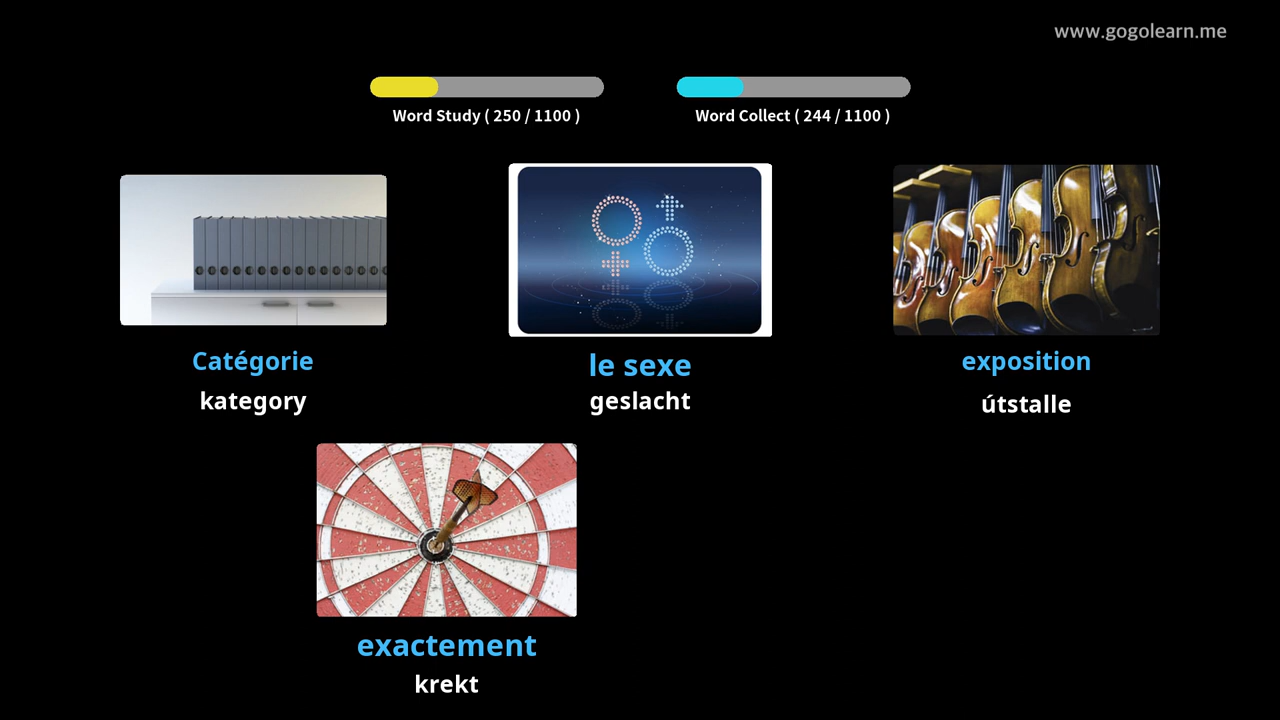 www.gogolearn.me
Word Study ( 250 / 1100 )
Word Collect ( 244 / 1100 )
Catégorie
kategory
le sexe
geslacht
exposition
útstalle
exactement
krekt